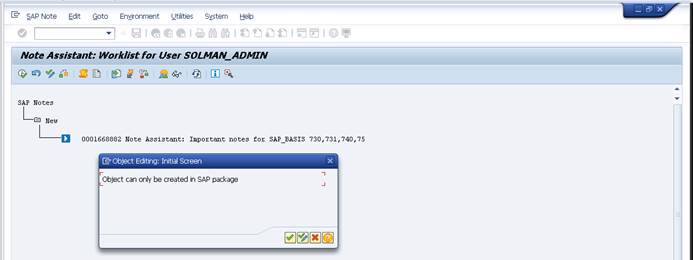 SAP Note Edit Goto Environment Utilities System Help
Note Assistant: Worklist for User SOLMAN_ADMIN
SAP Notes
New
0001668882 Note Assistant: Important notes for SAP_BASIS 730,731,740,75
Object Editing: Initial Screen
Object can only be created in SAP package